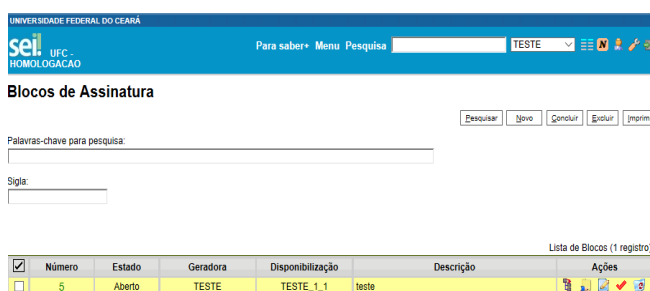 UNIVERSIDADE FEDERAL DO CEARÁ
sei! UFC - HOMOLOGACAO
Para saber+ Menu Pesquisa TESTE
Blocos de Assinatura
Pesquisar Novo Concluir Excluir Imprim
Palavras-chave para pesquisa:
Sigla:
Lista de Blocos (1 registro)
Número Estado Geradora Disponibilização Descrição Ações
5 Aberto TESTE TESTE_1_1 teste